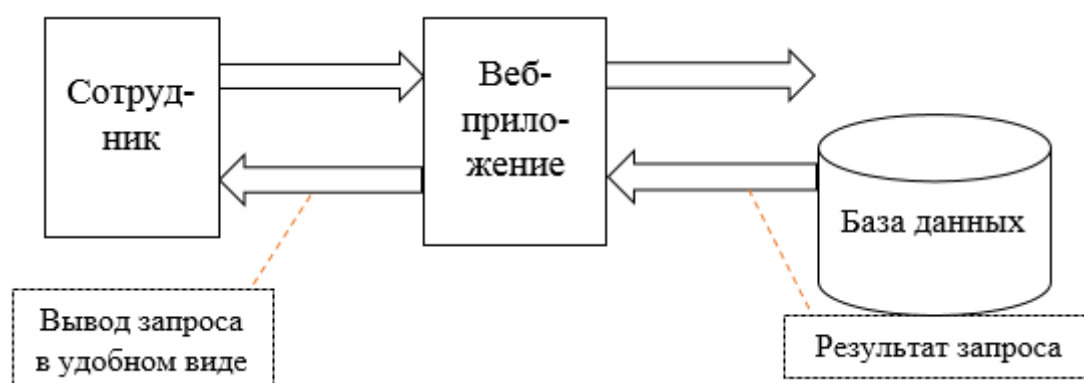 Сотруд-
ник
Веб-
прило-
жение
База данных
Вывод запроса
в удобном виде
Результат запроса